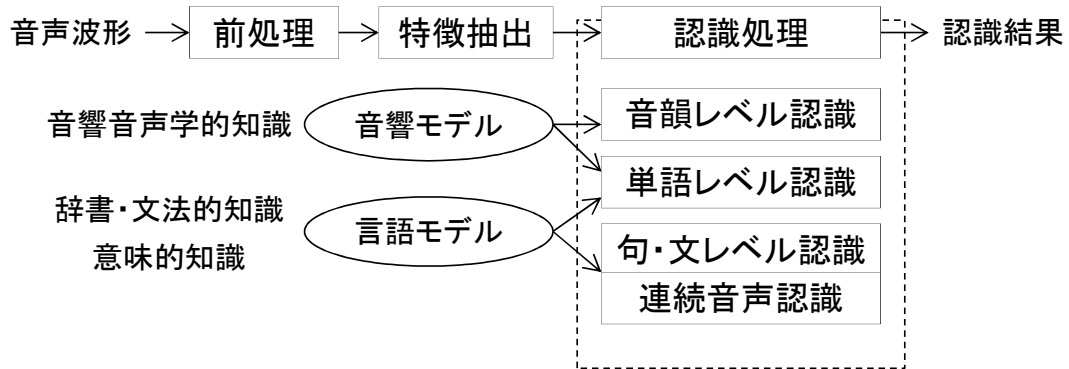 音声波形 前処理 特徴抽出 認識処理 認識結果
音響音声学的知識 音響モデル 音韻レベル認識
単語レベル認識
辞書・文法的知識
意味的知識
言語モデル
句・文レベル認識
連続音声認識